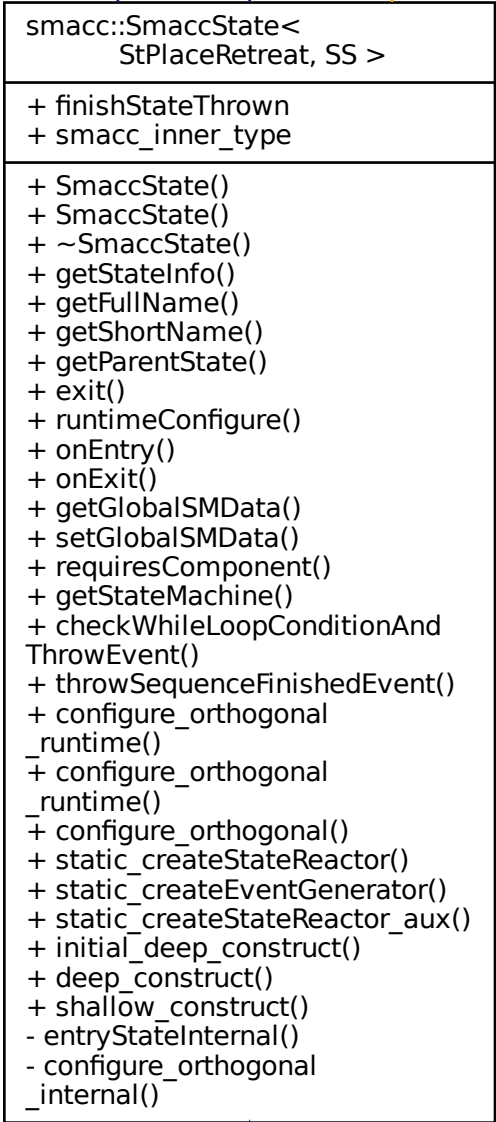 smacc::SmaccState<
StPlaceRetreat, SS >
+ finishStateThrown
+ smacc_inner_type
+ SmaccState()
+ SmaccState()
+ ~SmaccState()
+ getStateInfo()
+ getFullName()
+ getShortName()
+ getParentState()
+ exit()
+ runtimeConfigure()
+ onEntry()
+ onExit()
+ getGlobalSMData()
+ setGlobalSMData()
+ requiresComponent()
+ getStateMachine()
+ checkWhileLoopConditionAnd
ThrowEvent()
+ throwSequenceFinishedEvent()
+ configure_orthogonal
_runtime()
+ configure_orthogonal
_runtime()
+ configure_orthogonal()
+ static_createStateReactor()
+ static_createEventGenerator()
+ static_createStateReactor_aux()
+ initial_deep_construct()
+ deep_construct()
+ shallow_construct()
- entryStateInternal()
- configure_orthogonal
_internal()